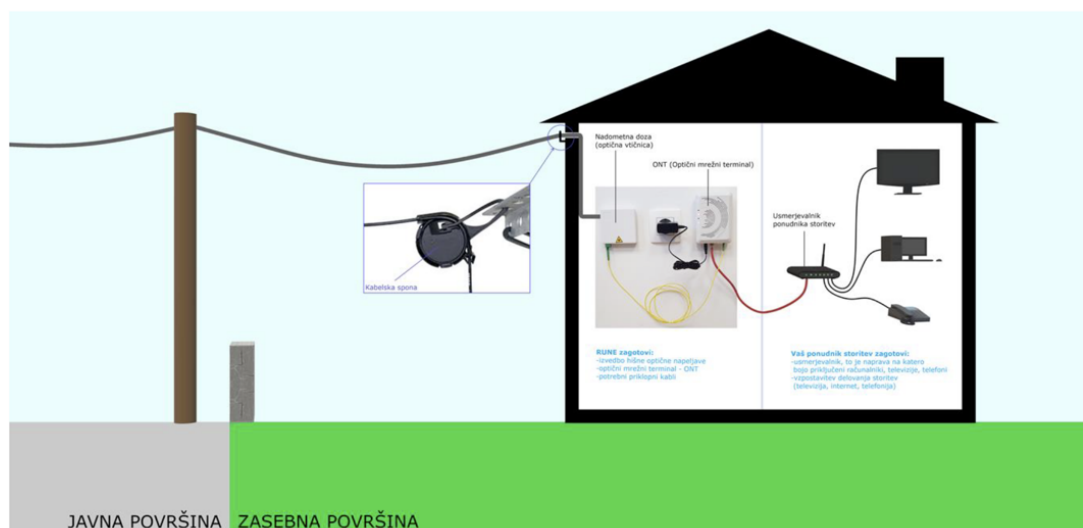 Nadometna doza
(optična vtičnica)
ONT (Optični mrežni terminal)
Usmerjevalnik
ponudnika storitev
Kabelska spona
RUNE zagotovi:
-izvedbo hišne optične napeljave
-optični mrežni terminal - ONT
-potrebni priklopni kabli
Vaš ponudnik storitev zagotovi:
-usmerjevalnik, to je naprava na katero
bojo priključeni računalniki, televizije, telefoni
-vzpostavitev delovanja storitev
(televizija, internet, telefonija)
JAVNA POVRŠINA
ZASEBNA POVRŠINA